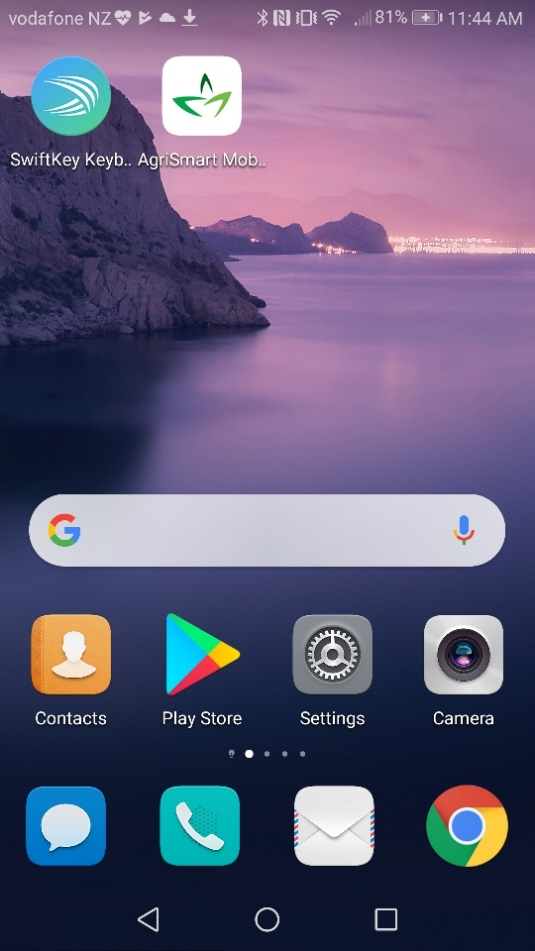 vodafone NZ 81% 11:44 AM
SwiftKey Keyb.. AgriSmart Mob..
Contacts Play Store Settings Camera